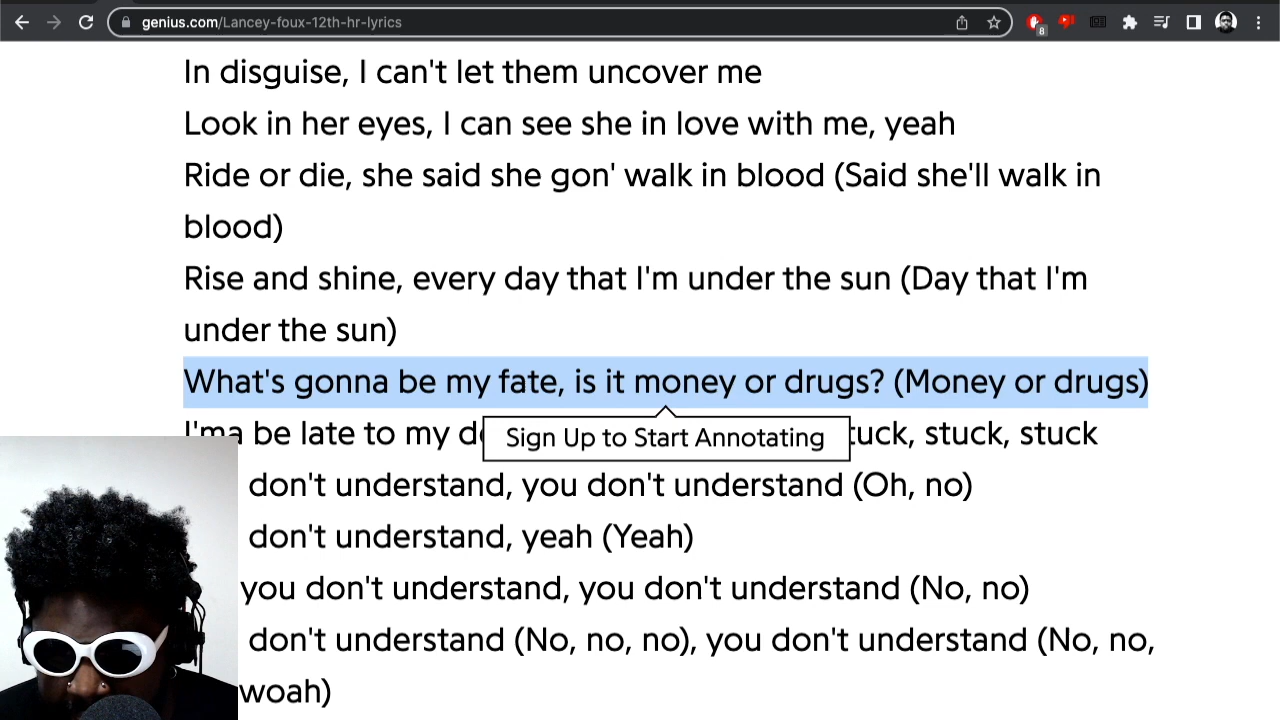 genius.com/Lancey-foux-12th-hr-lyrics
8
In disguise, I can't let them uncover me
Look in her eyes, I can see she in love with me, yeah
Ride or die, she said she gon' walk in blood (Said she'll walk in
blood)
Rise and shine, every day that I'm under the sun (Day that I'm
under the sun)
What's gonna be my fate, is it money or drugs? (Money or drugs)
I'ma be late to my stuck, stuck
Sign Up to Start Annotating
don't understand, you don't understand (Oh, no)
don't understand, yeah (Yeah)
you don't understand, you don't understand (No, no)
don't understand (No, no, no), you don't understand (No, no,
woah)